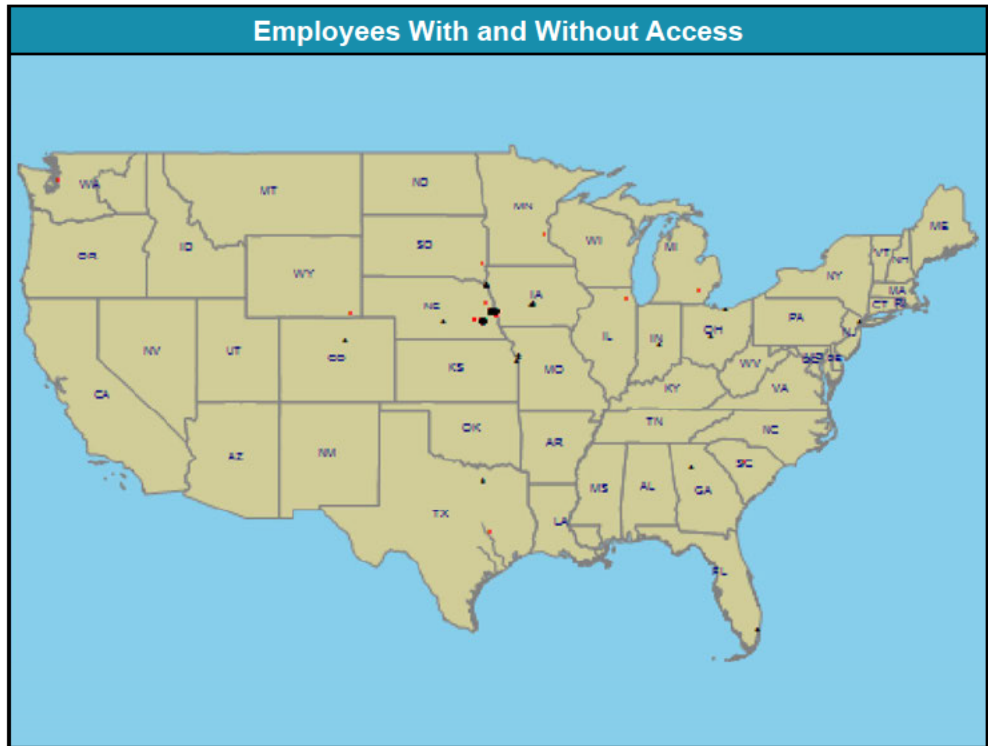 Employees With and Without Access
WA
MT
ND
MN
ME
OR
ID
SD
WI
MI
VT
NH
NY
WY
IA
MA
CT
RI
NE
PA
NV
UT
CO
IL
IN
OH
NJ
KS
MO
WV
CA
VA
KY
NC
TN
OK
AZ
NM
AR
SC
MS
AL
GA
TX
LA
FL